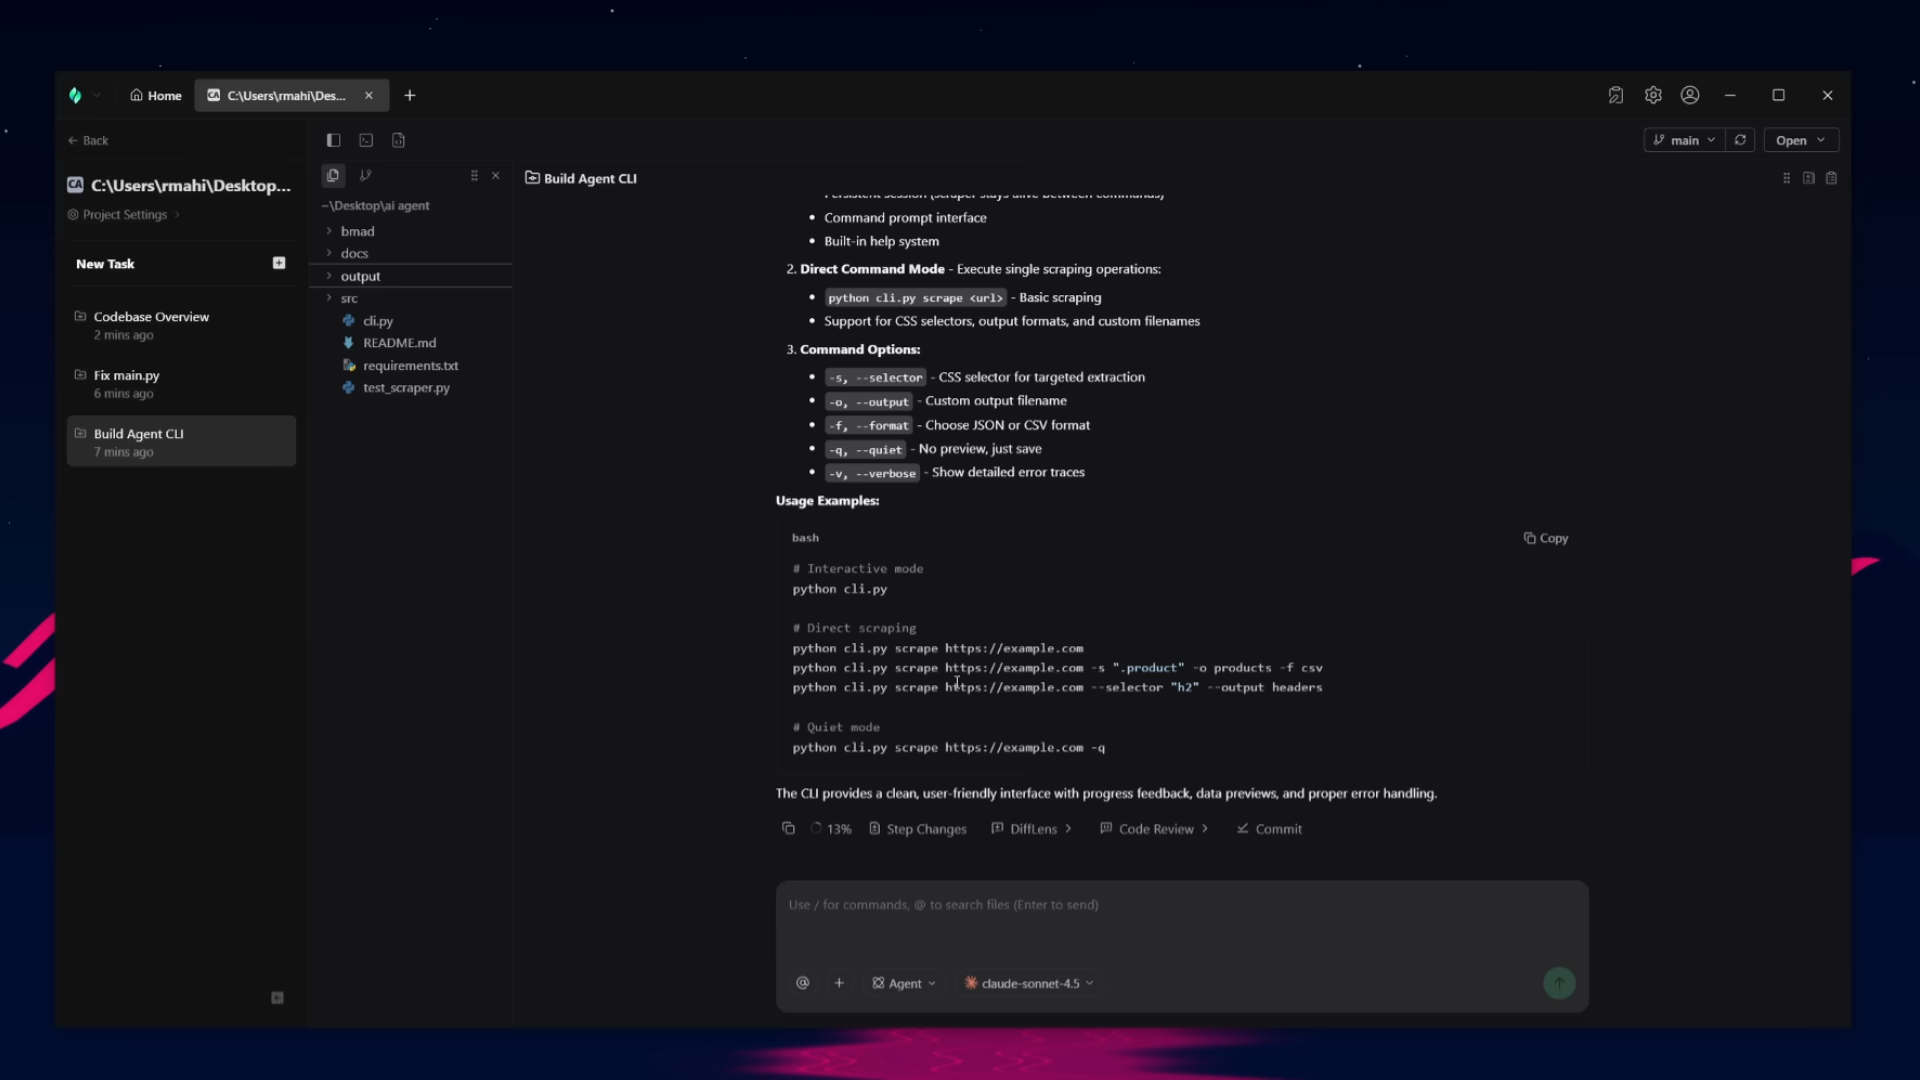 Home
CA C:\Users\rmahi\Des...
Back
main
Open
CA C:\Users\rmahi\Desktop...
Project Settings
New Task
Codebase Overview
2 mins ago
Fix main.py
6 mins ago
Build Agent CLI
7 mins ago
~\Desktop\ai agent
bmad
docs
output
src
cli.py
README.md
requirements.txt
test_scraper.py
Build Agent CLI
Persistent session (scraper stays alive between commands)
• Command prompt interface
• Built-in help system
2. Direct Command Mode - Execute single scraping operations:
• python cli.py scrape <url> - Basic scraping
• Support for CSS selectors, output formats, and custom filenames
3. Command Options:
• -s, --selector - CSS selector for targeted extraction
• -o, --output - Custom output filename
• -f, --format - Choose JSON or CSV format
• -q, --quiet - No preview, just save
• -v, --verbose - Show detailed error traces
Usage Examples:
bash
Copy
# Interactive mode
python cli.py
# Direct scraping
python cli.py scrape https://example.com
python cli.py scrape https://example.com -s ".product" -o products -f csv
python cli.py scrape https://example.com --selector "h2" --output headers
# Quiet mode
python cli.py scrape https://example.com -q
The CLI provides a clean, user-friendly interface with progress feedback, data previews, and proper error handling.
13% Step Changes DiffLens Code Review Commit
Use / for commands, @ to search files (Enter to send)
@ + Agent claude-sonnet-4.5